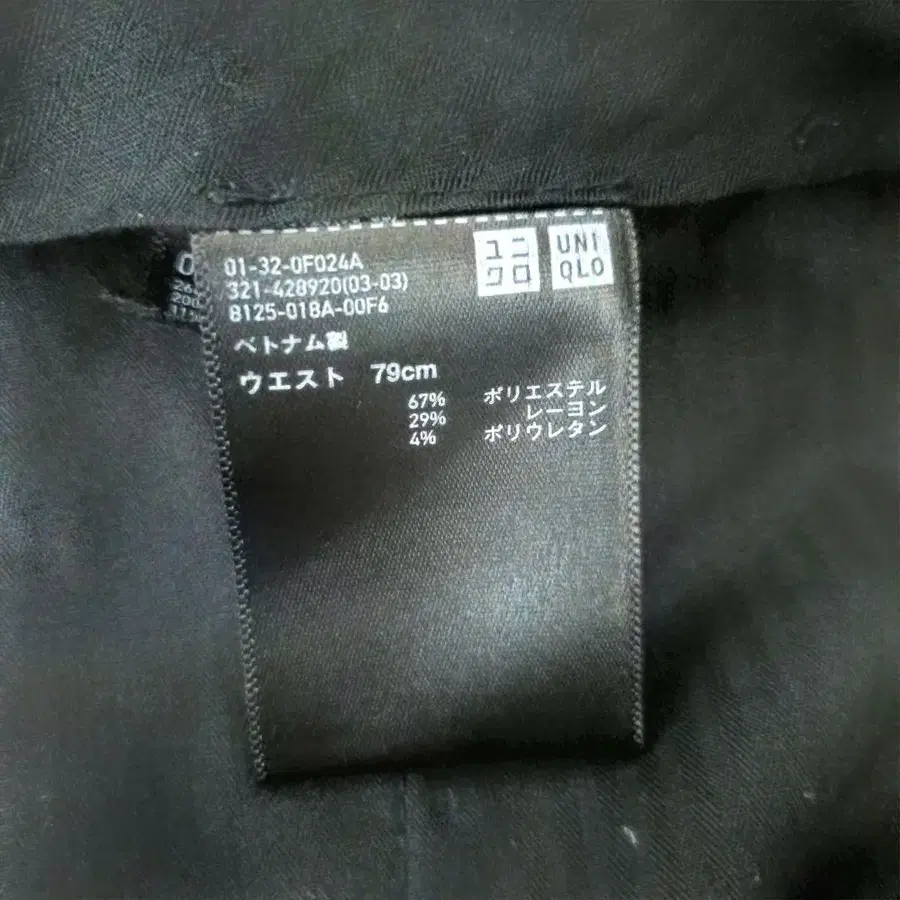 01-32-0F024A
321-428920(03-03)
8125-018A-00F6
ユニ
クロ
UNI
QLO
ベトナム製
ウエスト 79cm
67% ポリエステル
29% レーヨン
4% ポリウレタン